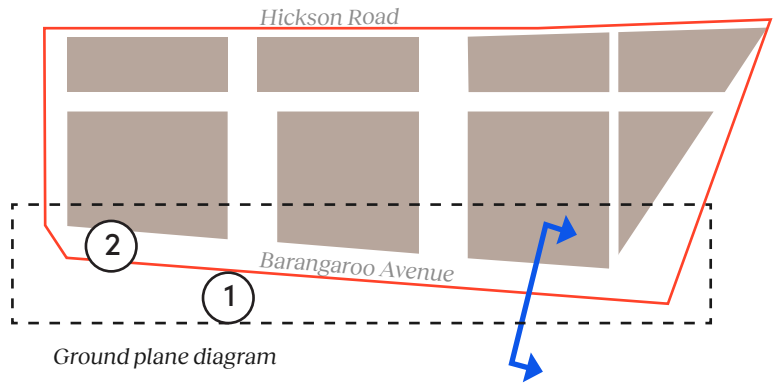 Hickson Road
2
Barangaroo Avenue
1
Ground plane diagram